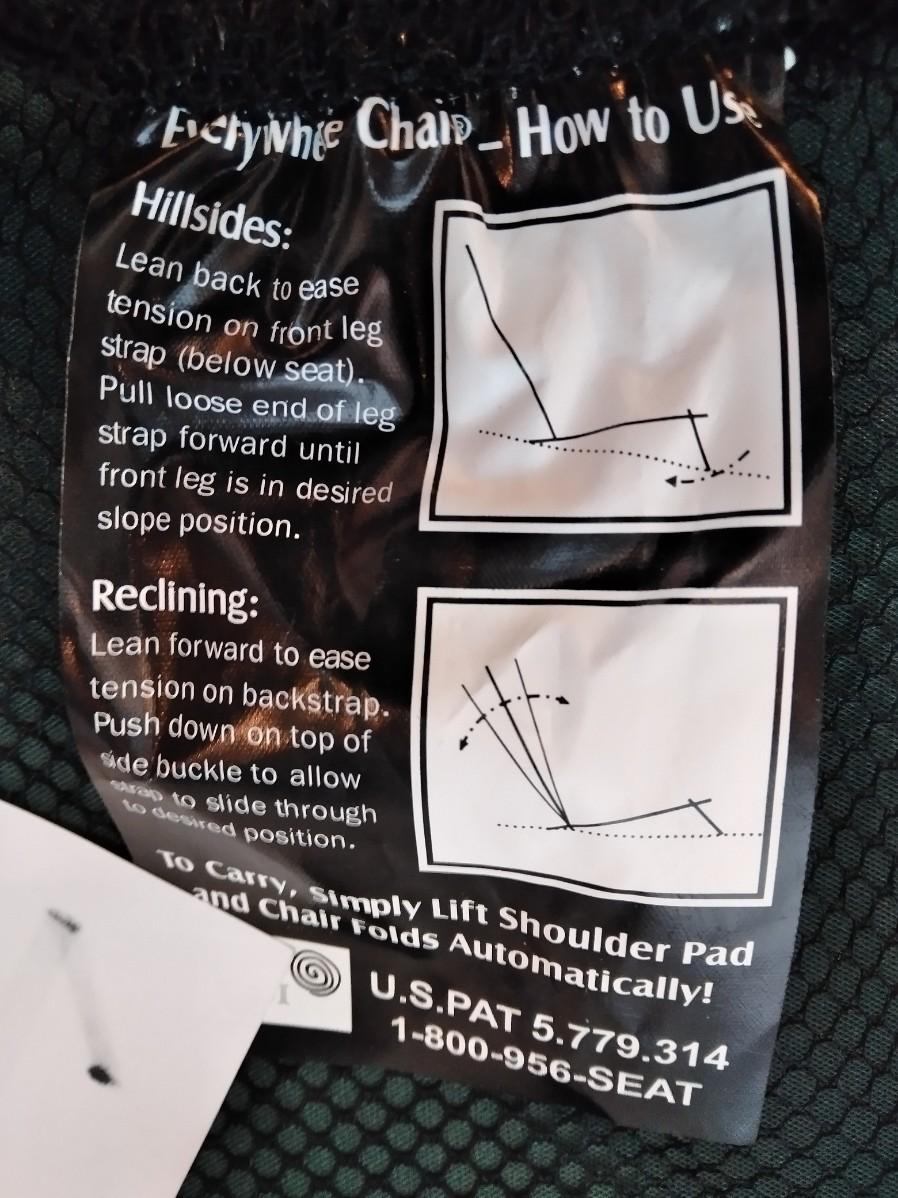 Everywhere Chair® – How to Use
Hillsides:
Lean back to ease
tension on front leg
strap (below seat).
Pull loose end of leg
strap forward until
front leg is in desired
slope position.
Reclining:
Lean forward to ease
tension on backstrap.
Push down on top of
side buckle to allow
strap to slide through
to desired position.
To Carry, Simply Lift Shoulder Pad
and Chair Folds Automatically!
U.S.PAT 5.779.314
1-800-956-SEAT